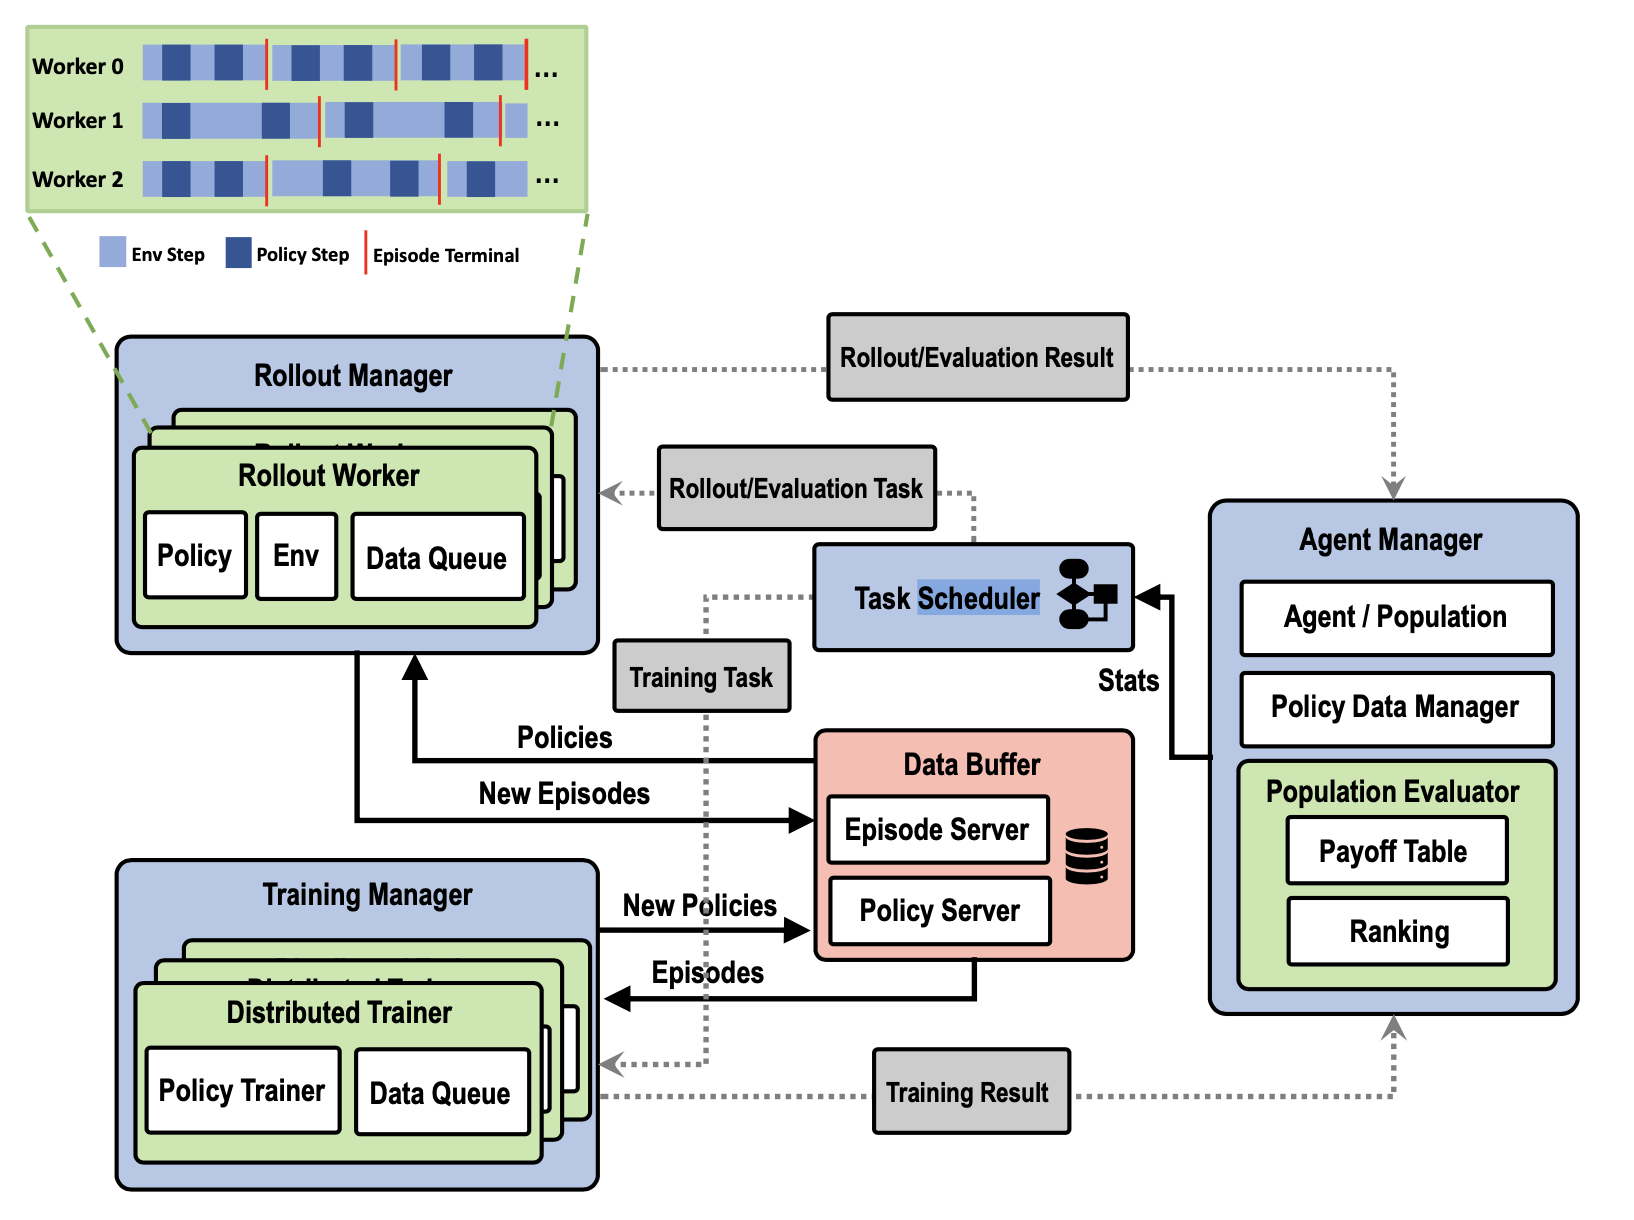 Worker 0
...
Worker 1
...
Worker 2
...
Env Step
Policy Step
Episode Terminal
Rollout Manager
Rollout Worker
Policy
Env
Data Queue
Rollout/Evaluation Result
Rollout/Evaluation Task
Task Scheduler
Training Task
Stats
Agent Manager
Agent / Population
Policy Data Manager
Population Evaluator
Payoff Table
Ranking
Policies
New Episodes
Data Buffer
Episode Server
Policy Server
New Policies
Episodes
Training Manager
Distributed Trainer
Policy Trainer
Data Queue
Training Result